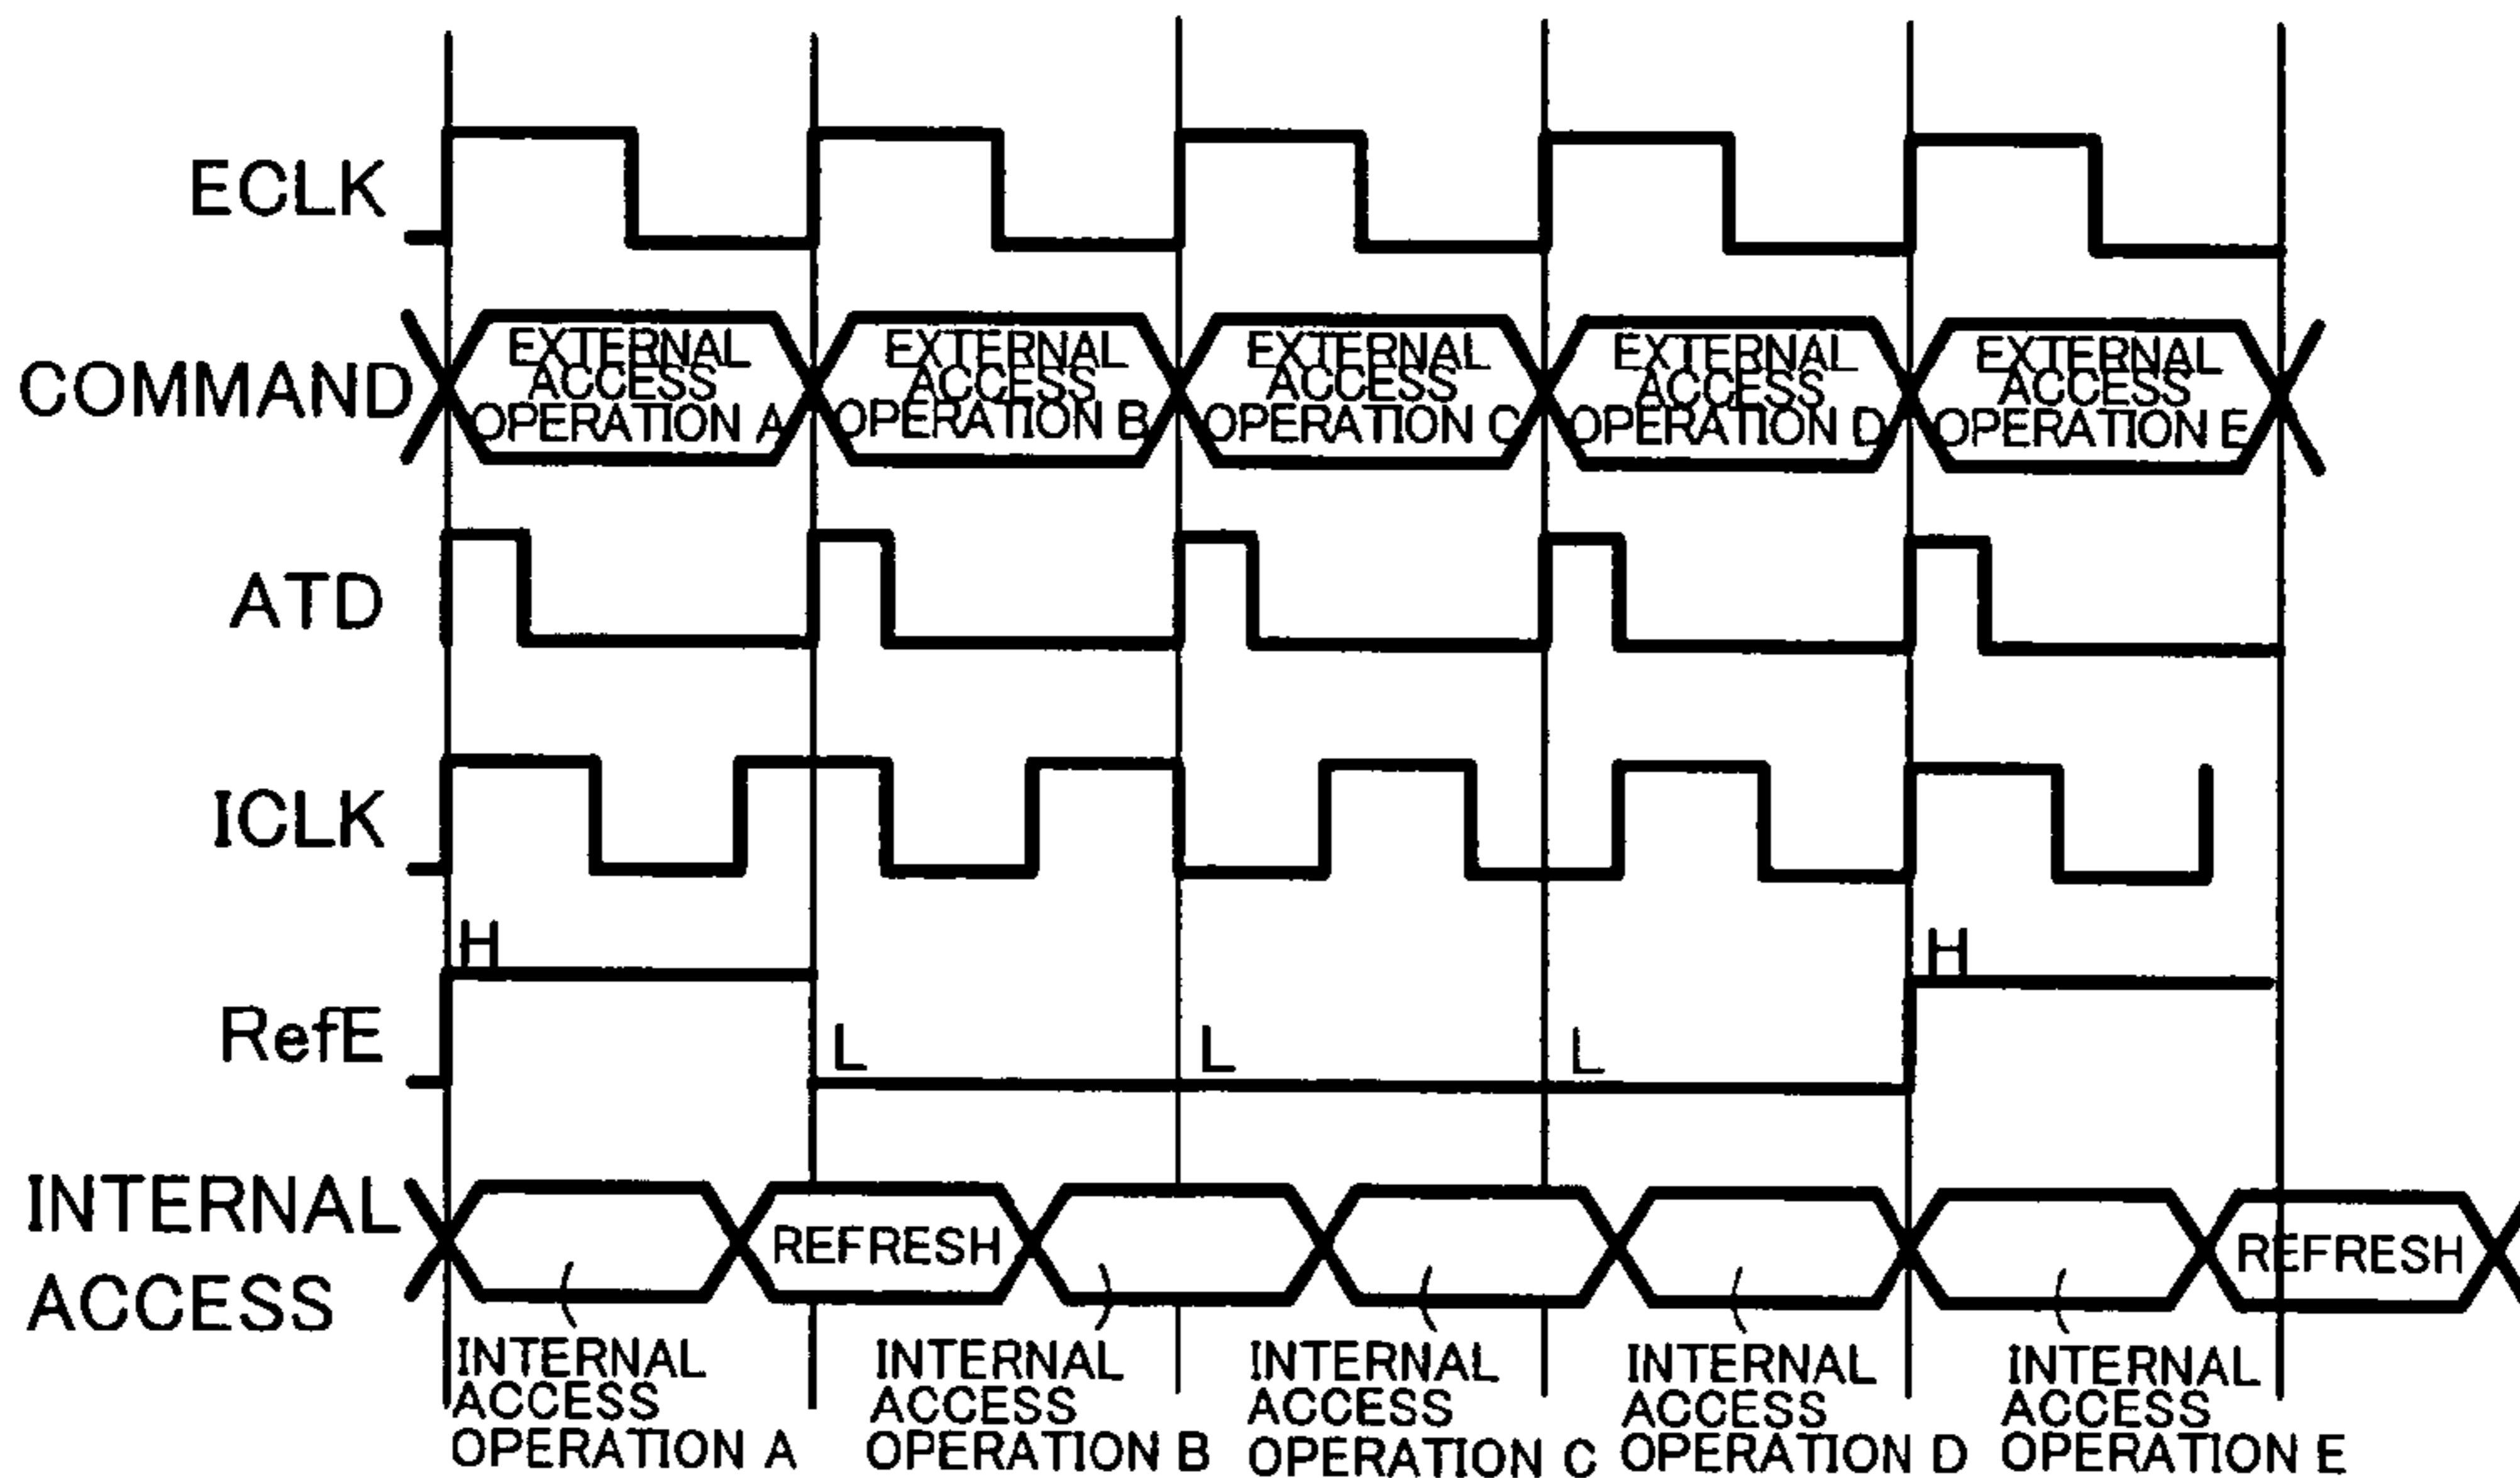 ECLK
COMMAND
EXTERNAL
ACCESS
OPERATION A
EXTERNAL
ACCESS
OPERATION B
EXTERNAL
ACCESS
OPERATION C
EXTERNAL
ACCESS
OPERATION D
EXTERNAL
ACCESS
OPERATION E
ATD
ICLK
RefE
H
L
L
L
H
INTERNAL
ACCESS
REFRESH
REFRESH
INTERNAL
ACCESS
OPERATION A
INTERNAL
ACCESS
OPERATION B
INTERNAL
ACCESS
OPERATION C
INTERNAL
ACCESS
OPERATION D
INTERNAL
ACCESS
OPERATION E